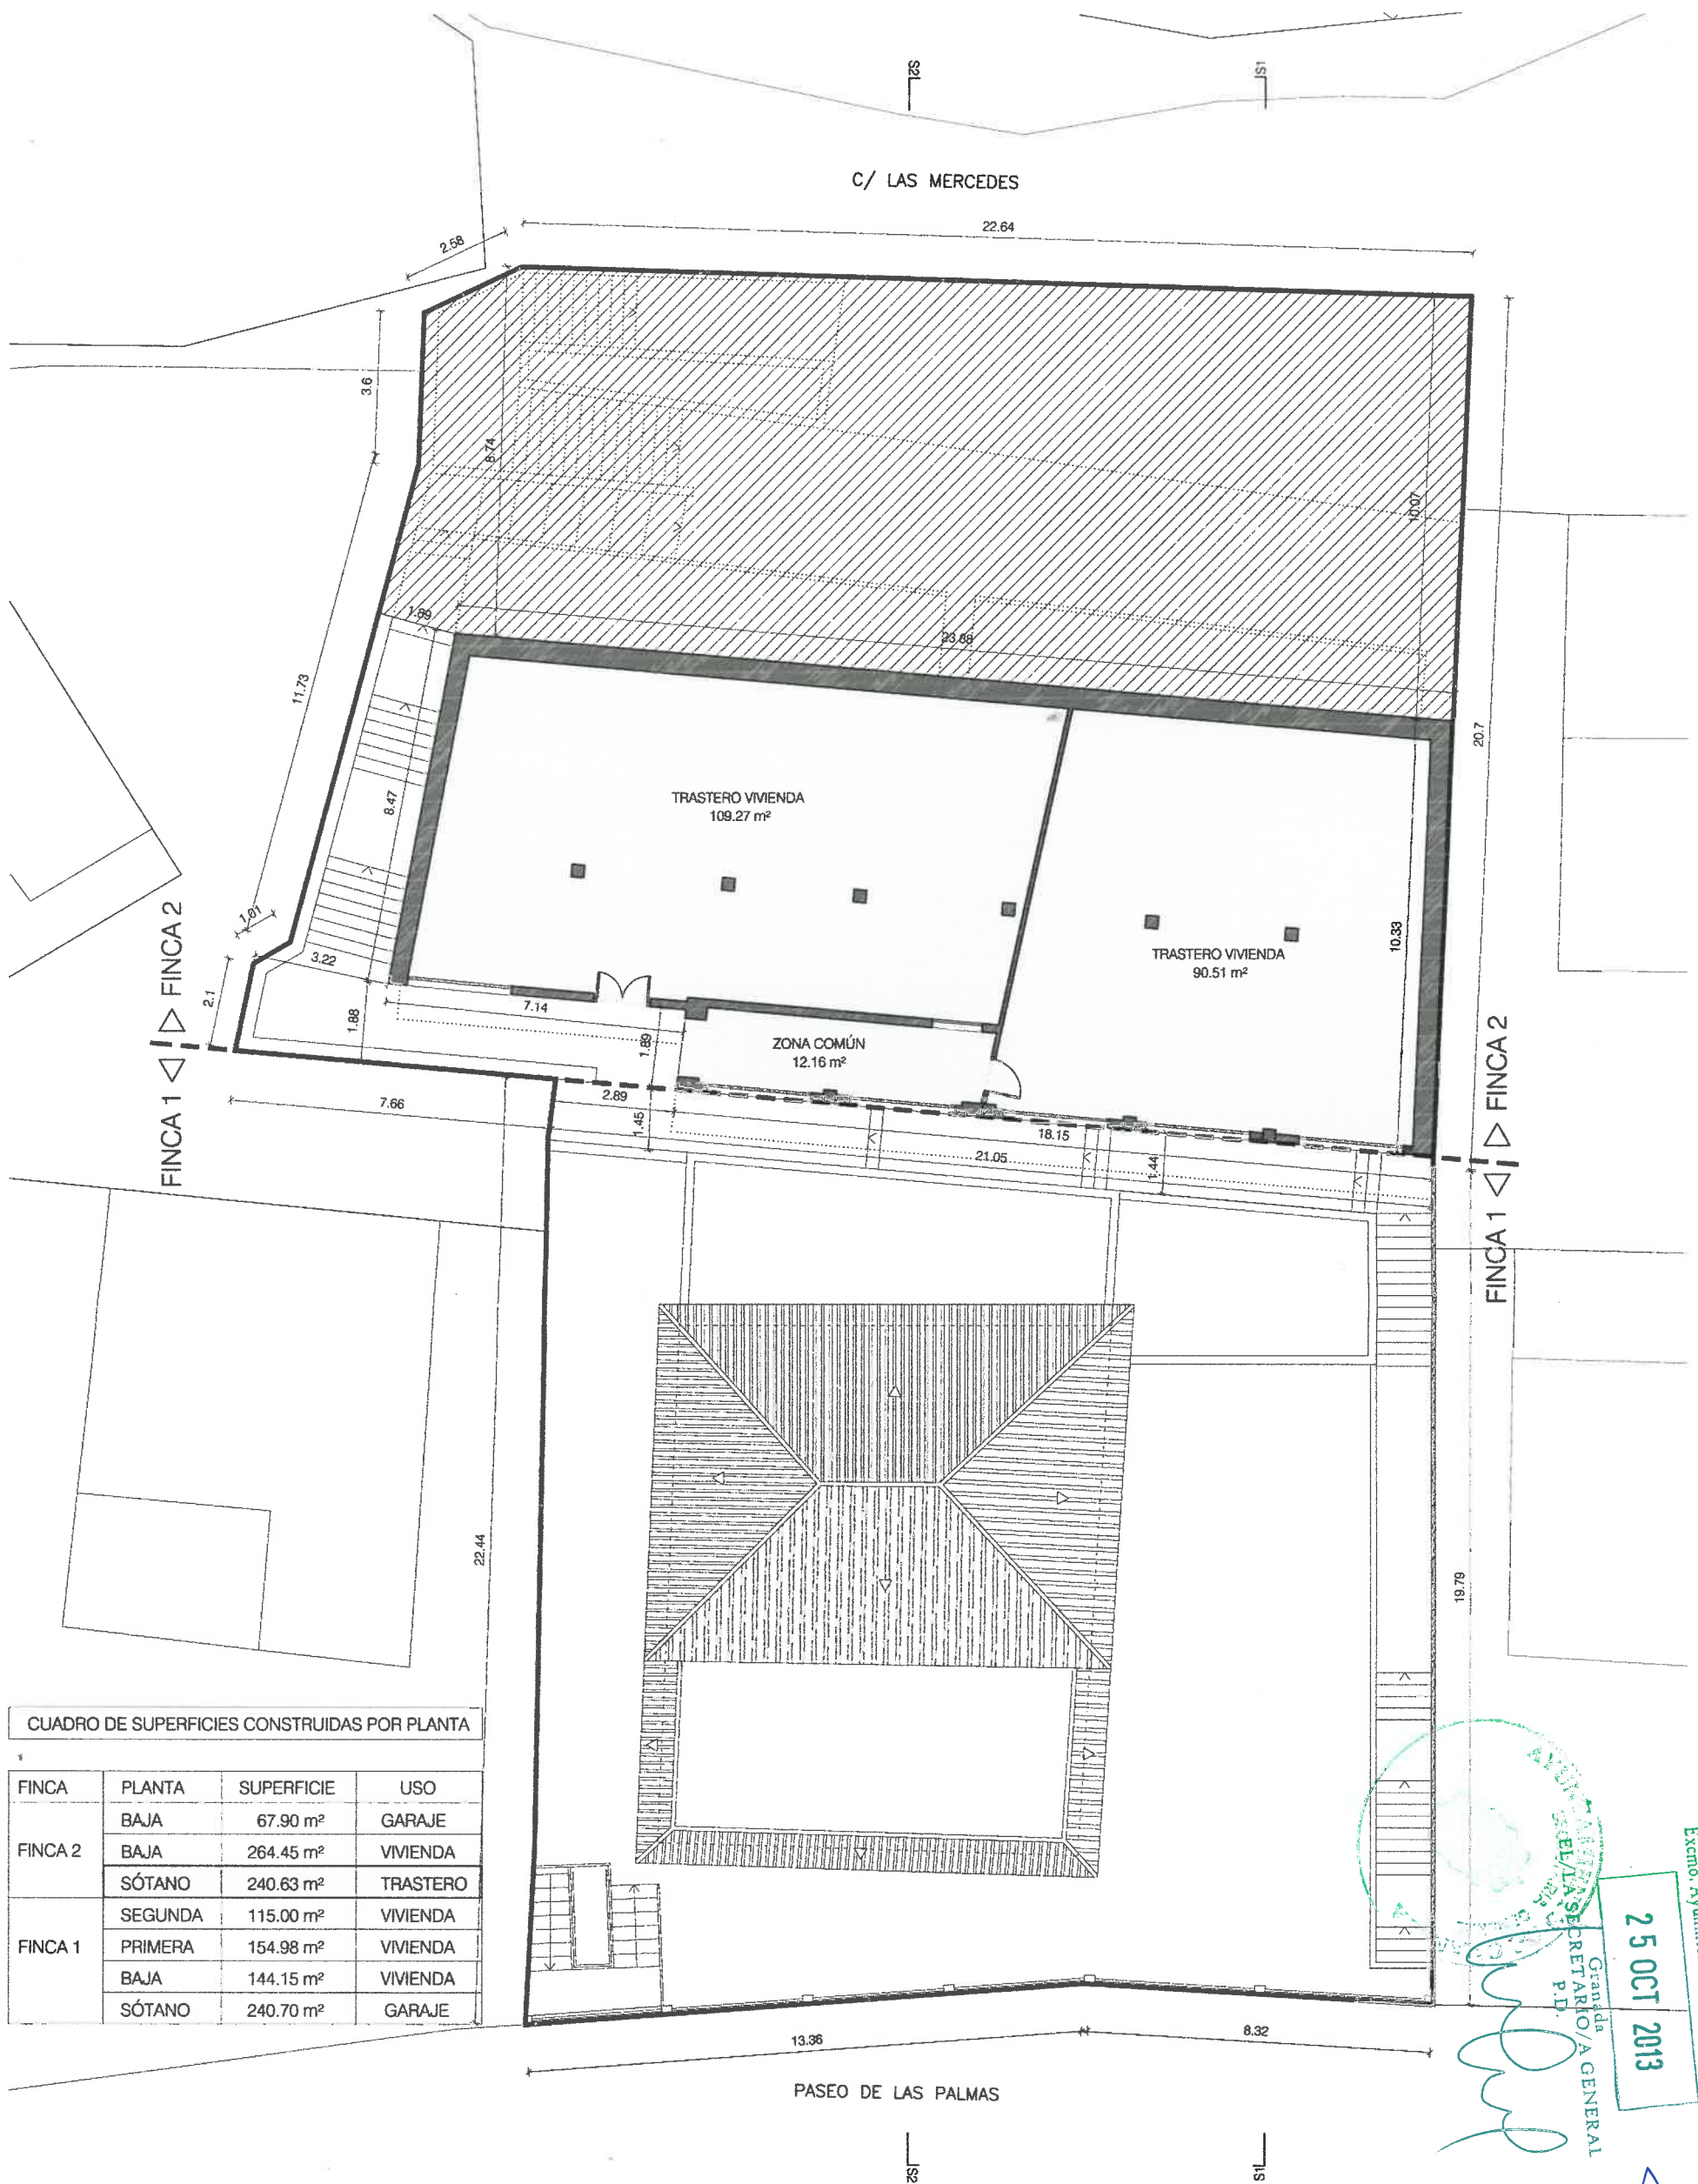 S2
S1
C/ LAS MERCEDES
22.64
2.58
3.6
8.74
10.07
1.89
23.68
11.73
20.7
TRASTERO VIVIENDA
109.27 m²
8.47
TRASTERO VIVIENDA
90.51 m²
10.33
1.01
3.22
2.1
1.88
7.14
1.89
ZONA COMÚN
12.16 m²
FINCA 1 ◁ ▷ FINCA 2
FINCA 1 ◁ ▷ FINCA 2
7.66
2.89
1.45
18.15
21.05
1.44
22.44
19.79
CUADRO DE SUPERFICIES CONSTRUIDAS POR PLANTA
FINCA PLANTA SUPERFICIE USO
FINCA 2
BAJA 67.90 m² GARAJE
BAJA 264.45 m² VIVIENDA
SÓTANO 240.63 m² TRASTERO
FINCA 1
SEGUNDA 115.00 m² VIVIENDA
PRIMERA 154.98 m² VIVIENDA
BAJA 144.15 m² VIVIENDA
SÓTANO 240.70 m² GARAJE
13.36
8.32
PASEO DE LAS PALMAS
S2
S1
Excmo.
25 OCT 2013
Granada
EL/LA SECRETARIO/A GENERAL
P.D.